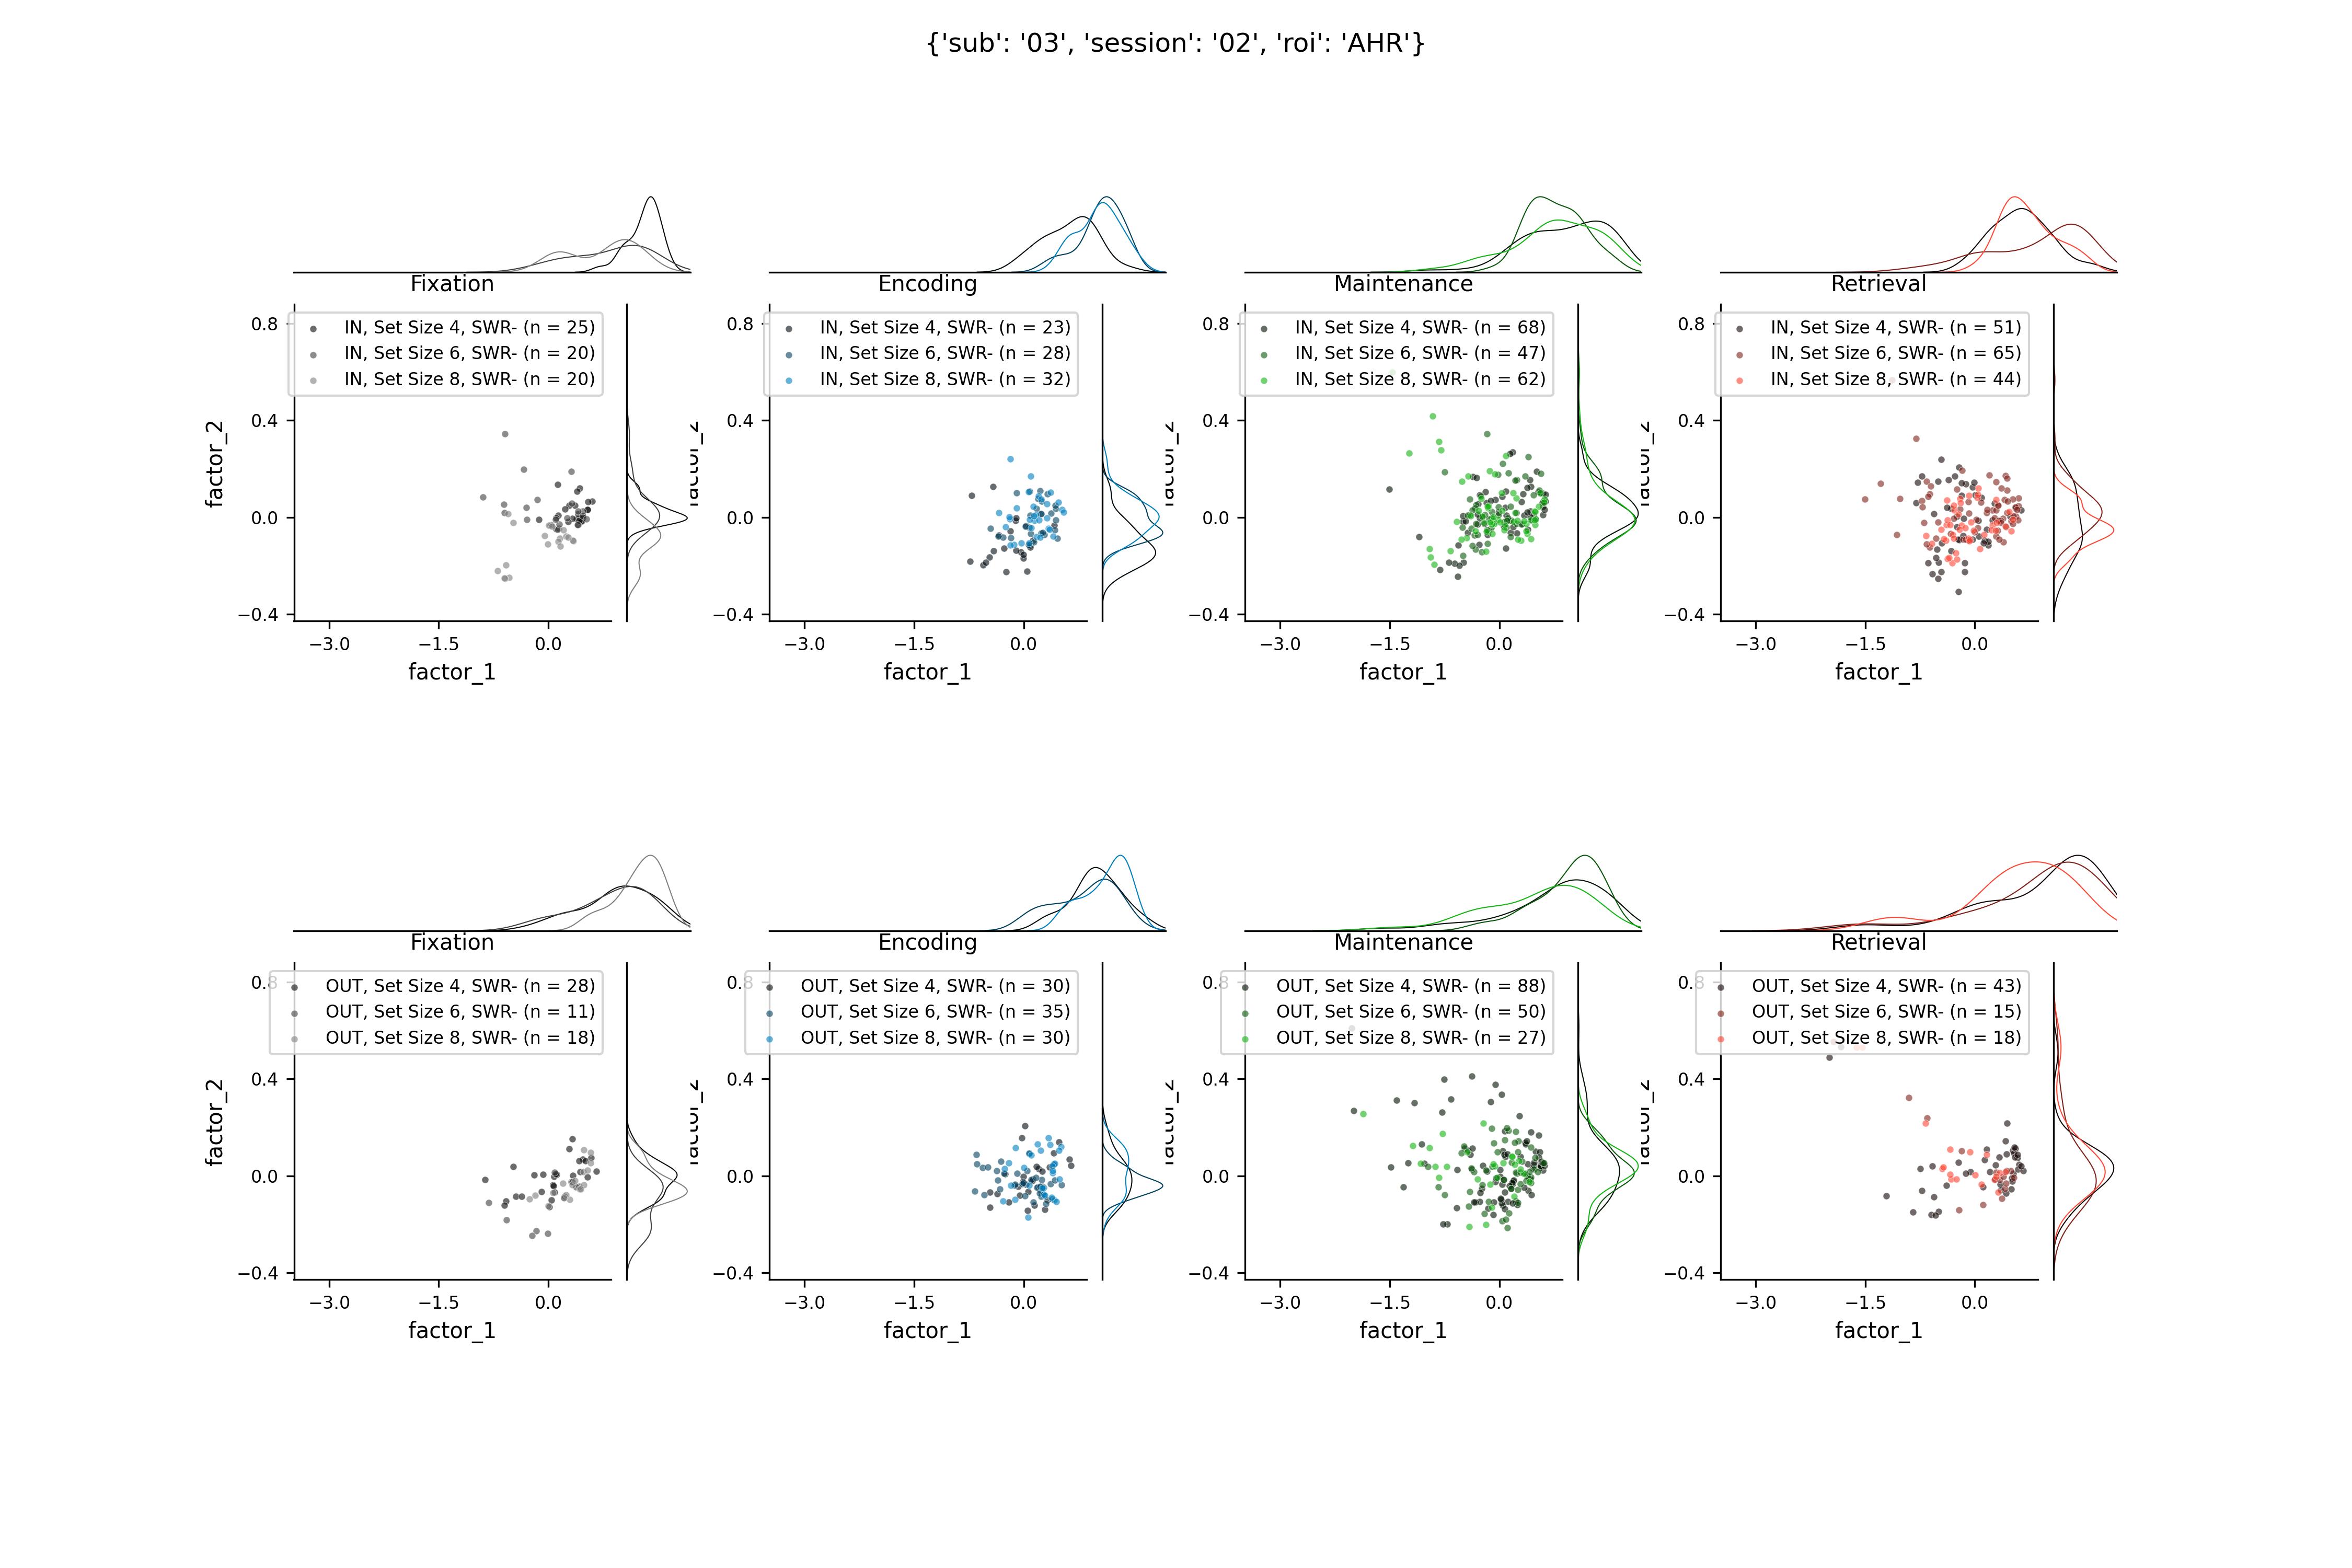 {'sub': '03', 'session': '02', 'roi': 'AHR'}
Fixation
IN, Set Size 4, SWR- (n = 25)
IN, Set Size 6, SWR- (n = 20)
IN, Set Size 8, SWR- (n = 20)
0.8
0.4
0.0
−0.4
factor_2
−3.0 −1.5 0.0
factor_1
Encoding
IN, Set Size 4, SWR- (n = 23)
IN, Set Size 6, SWR- (n = 28)
IN, Set Size 8, SWR- (n = 32)
0.8
0.4
0.0
−0.4
factor_2
−3.0 −1.5 0.0
factor_1
Maintenance
IN, Set Size 4, SWR- (n = 68)
IN, Set Size 6, SWR- (n = 47)
IN, Set Size 8, SWR- (n = 62)
0.8
0.4
0.0
−0.4
factor_2
−3.0 −1.5 0.0
factor_1
Retrieval
IN, Set Size 4, SWR- (n = 51)
IN, Set Size 6, SWR- (n = 65)
IN, Set Size 8, SWR- (n = 44)
0.8
0.4
0.0
−0.4
factor_2
−3.0 −1.5 0.0
factor_1
Fixation
OUT, Set Size 4, SWR- (n = 28)
OUT, Set Size 6, SWR- (n = 11)
OUT, Set Size 8, SWR- (n = 18)
0.8
0.4
0.0
−0.4
factor_2
−3.0 −1.5 0.0
factor_1
Encoding
OUT, Set Size 4, SWR- (n = 30)
OUT, Set Size 6, SWR- (n = 35)
OUT, Set Size 8, SWR- (n = 30)
0.8
0.4
0.0
−0.4
factor_2
−3.0 −1.5 0.0
factor_1
Maintenance
OUT, Set Size 4, SWR- (n = 88)
OUT, Set Size 6, SWR- (n = 50)
OUT, Set Size 8, SWR- (n = 27)
0.8
0.4
0.0
−0.4
factor_2
−3.0 −1.5 0.0
factor_1
Retrieval
OUT, Set Size 4, SWR- (n = 43)
OUT, Set Size 6, SWR- (n = 15)
OUT, Set Size 8, SWR- (n = 18)
0.8
0.4
0.0
−0.4
factor_2
−3.0 −1.5 0.0
factor_1